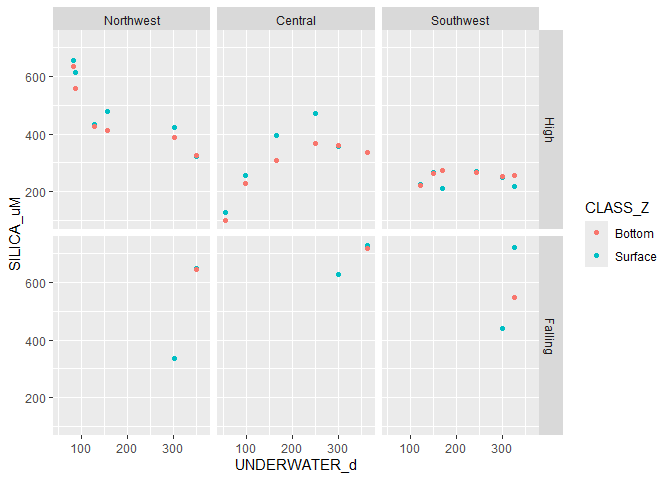 Northwest Central Southwest
600
400
200
High
SILICA_uM
600
400
200
Falling
100 200 300 100 200 300 100 200 300
UNDERWATER_d
CLASS_Z
Bottom
Surface